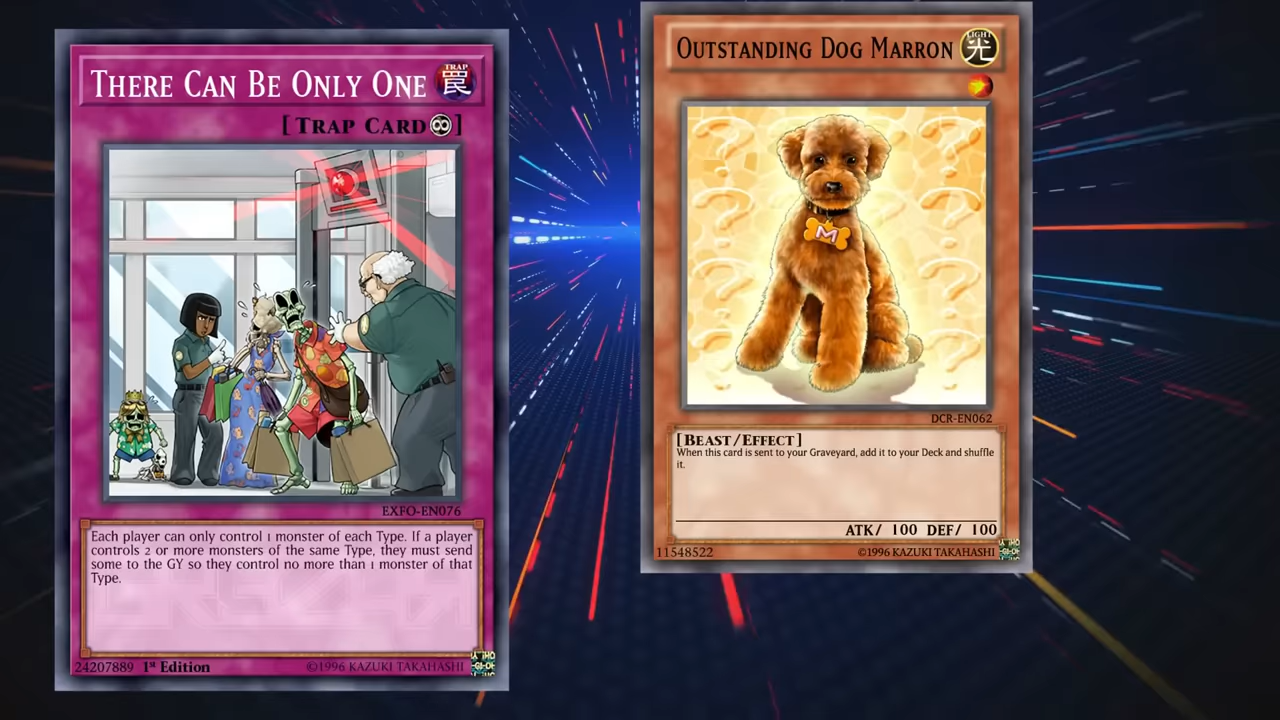 THERE CAN BE ONLY ONE
TRAP
罠
[TRAP CARD∞]
EXFO-EN076
Each player can only control 1 monster of each Type. If a player
controls 2 or more monsters of the same Type, they must send
some to the GY so they control no more than 1 monster of that
Type.
24207889 1st Edition ©1996 KAZUKI TAKAHASHI
OUTSTANDING DOG MARRON
LIGHT
光
M
DCR-EN062
[BEAST/EFFECT]
When this card is sent to your Graveyard, add it to your Deck and shuffle
it.
ATK/ 100 DEF/ 100
11548522 ©1996 KAZUKI TAKAHASHI